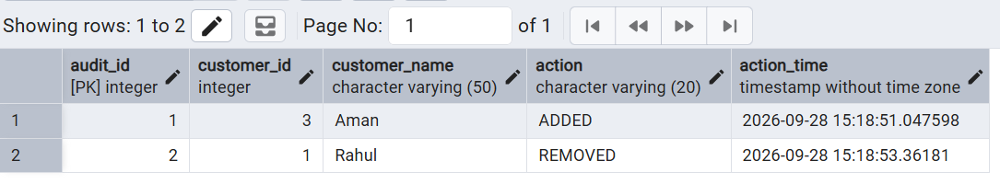 Showing rows: 1 to 2 Page No: 1 of 1
audit_id customer_id customer_name action action_time
[PK] integer integer character varying (50) character varying (20) timestamp without time zone
1 1 3 Aman ADDED 2026-09-28 15:18:51.047598
2 2 1 Rahul REMOVED 2026-09-28 15:18:53.36181